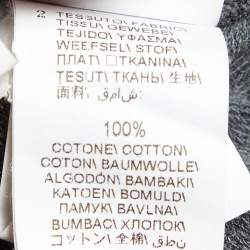 2 TESSUTO\ FABRIC\
TISSU\ GEWEBE\
TEJIDO\ ΥΦΑΣΜΑ\
WEEFSEL\ STOF\
ПЛАТ\ □TKANINA\
ȚESUT\ ТКАНЬ\ 生地\
面料\ قماش\
100%
COTONE\ COTTON\
COTON\ BAUMWOLLE\
ALGODÓN\ BAMBAKI\
KATOEN\ BOMULD\
ПАМУК\ BAVLNA\
BUMBAC\ ХЛОПОК\
コットン\ 全棉\ قطن\